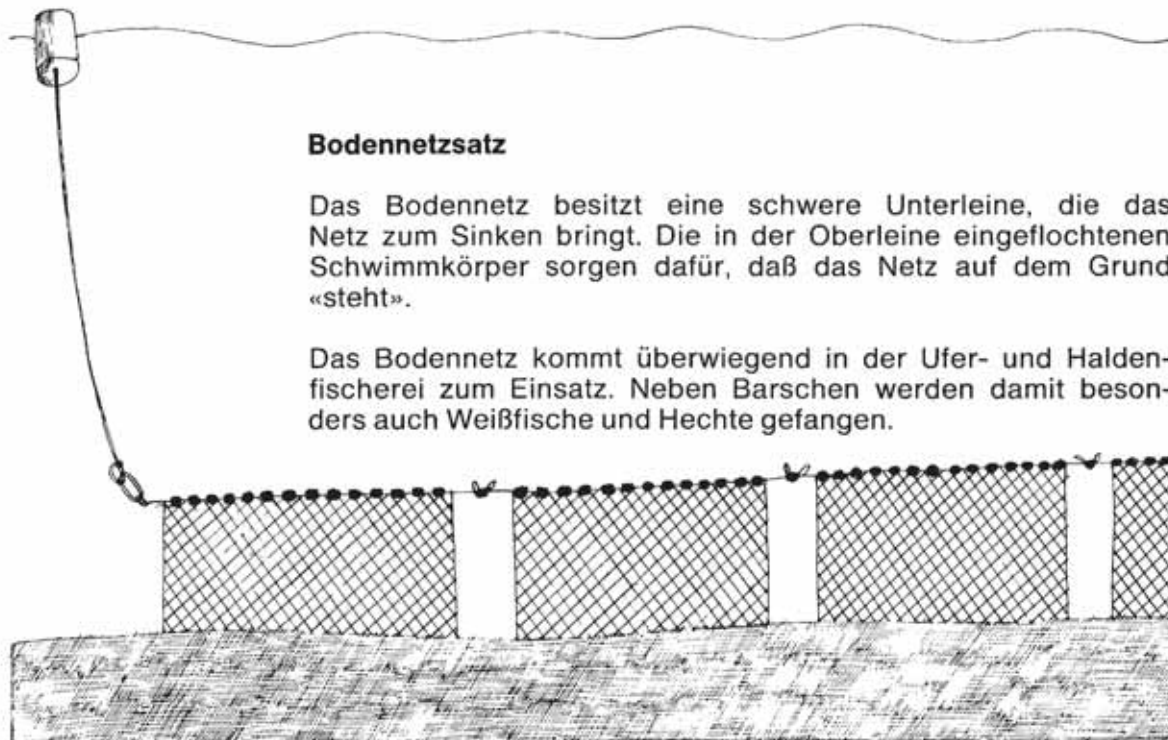 Bodennetzsatz
Das Bodennetz besitzt eine schwere Unterleine, die das
Netz zum Sinken bringt. Die in der Oberleine eingeflochtenen
Schwimmkörper sorgen dafür, daß das Netz auf dem Grund
«steht».
Das Bodennetz kommt überwiegend in der Ufer- und Halden-
fischerei zum Einsatz. Neben Barschen werden damit beson-
ders auch Weißfische und Hechte gefangen.